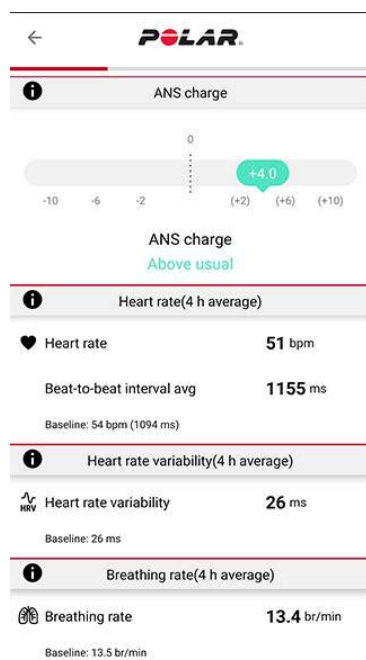 POLAR.
ANS charge
0
+4.0
-10 -6 -2 (+2) (+6) (+10)
ANS charge
Above usual
Heart rate(4 h average)
Heart rate 51 bpm
Beat-to-beat interval avg 1155 ms
Baseline: 54 bpm (1094 ms)
Heart rate variability(4 h average)
HRV Heart rate variability 26 ms
Baseline: 26 ms
Breathing rate(4 h average)
Breathing rate 13.4 br/min
Baseline: 13.5 br/min